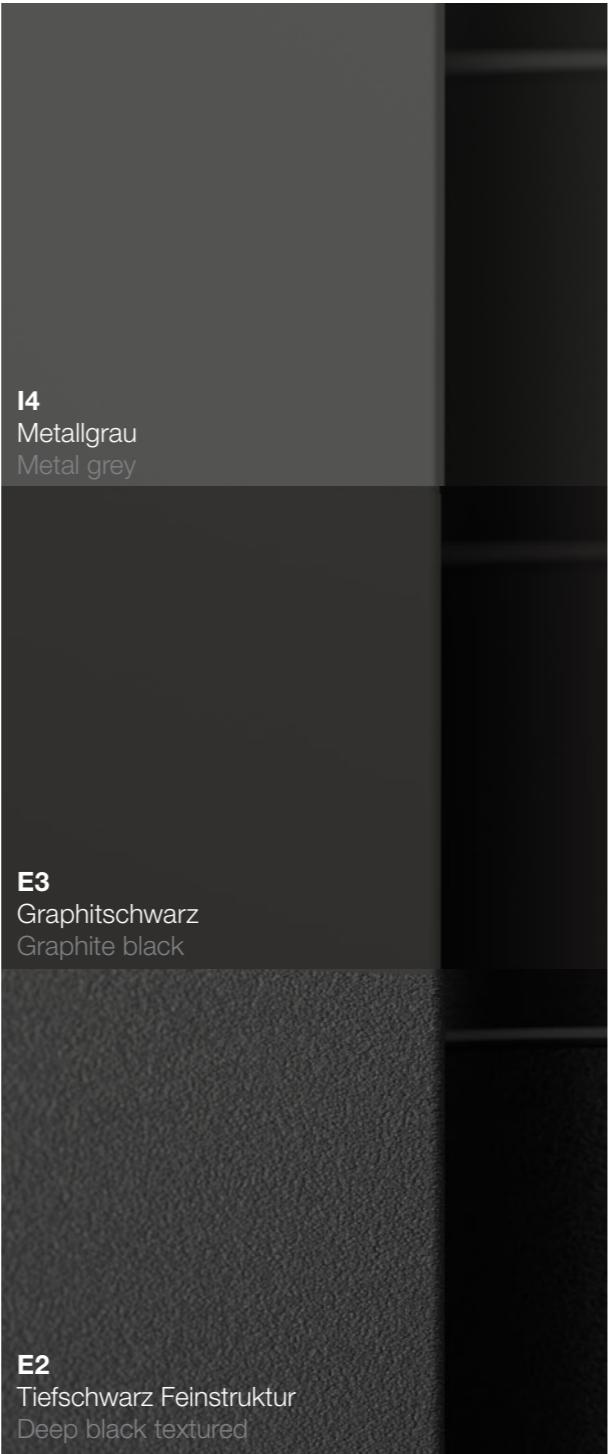 I4
Metallgrau
Metal grey
E3
Graphitschwarz
Graphite black
E2
Tiefschwarz Feinstruktur
Deep black textured